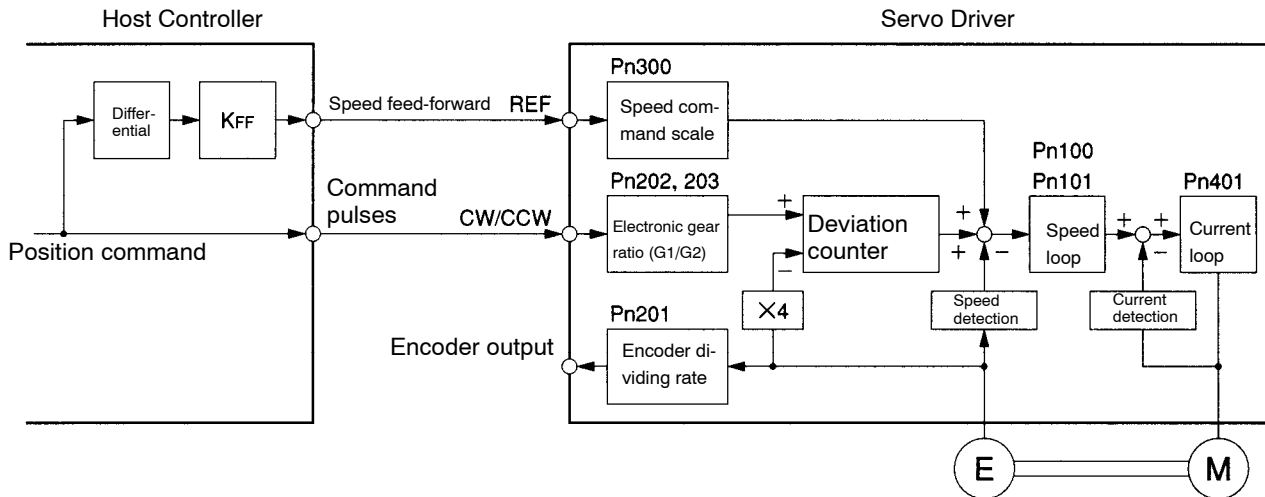 Host Controller
Servo Driver
Differ-
ential
KFF
Speed feed-forward
REF
Pn300
Speed com-
mand scale
Position command
Command
pulses
CW/CCW
Pn202, 203
Electronic gear
ratio (G1/G2)
+
−
Deviation
counter
+
+
−
Pn100
Pn101
Speed
loop
+
−
+
Pn401
Current
loop
×4
Speed
detection
Current
detection
Encoder output
Pn201
Encoder di-
viding rate
E
M